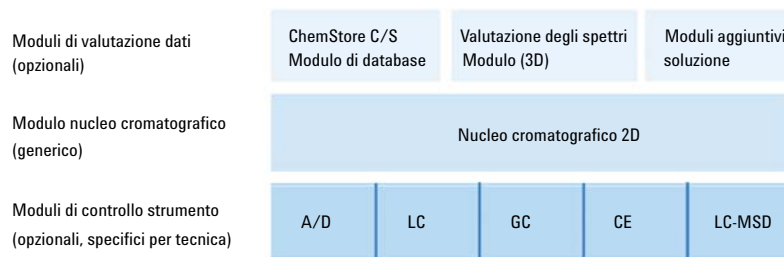 Moduli di valutazione dati
(opzionali)
ChemStore C/S
Modulo di database
Valutazione degli spettri
Modulo (3D)
Moduli aggiuntivi
soluzione
Modulo nucleo cromatografico
(generico)
Nucleo cromatografico 2D
Moduli di controllo strumento
(opzionali, specifici per tecnica)
A/D
LC
GC
CE
LC-MSD